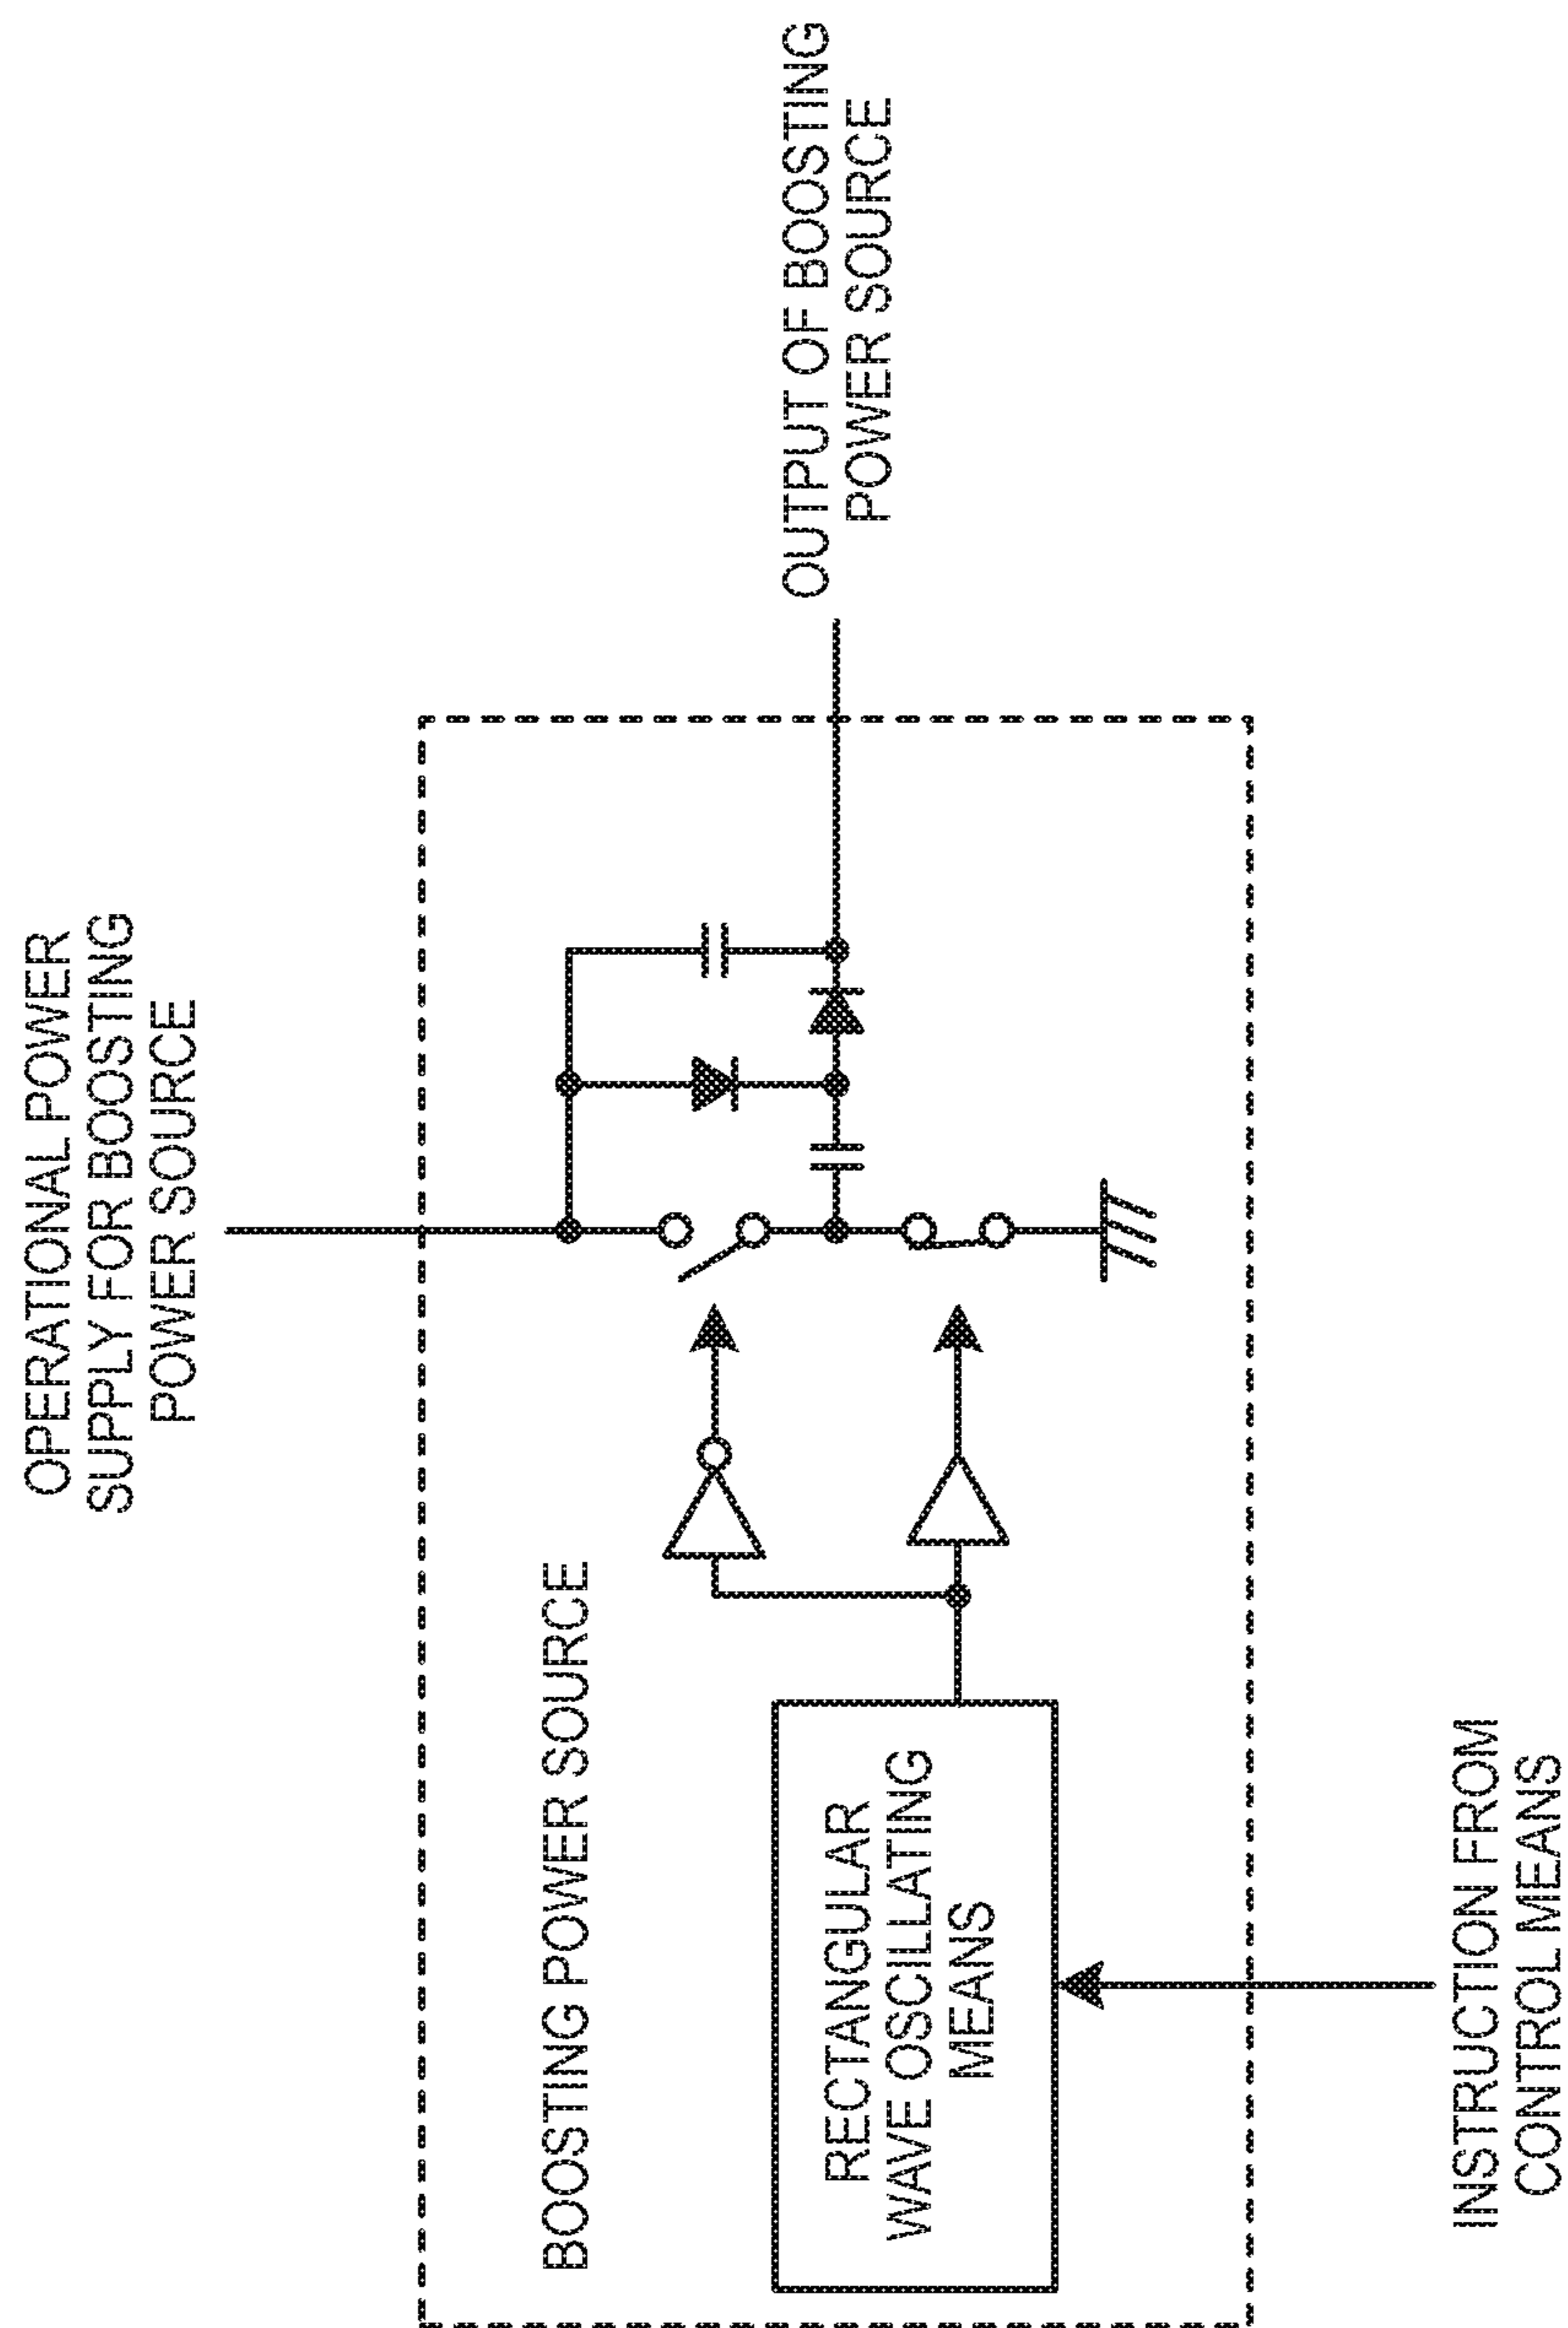 OPERATIONAL POWER
SUPPLY FOR BOOSTING
POWER SOURCE
BOOSTING POWER SOURCE
RECTANGULAR
WAVE OSCILLATING
MEANS
OUTPUT OF BOOSTING
POWER SOURCE
INSTRUCTION FROM
CONTROL MEANS